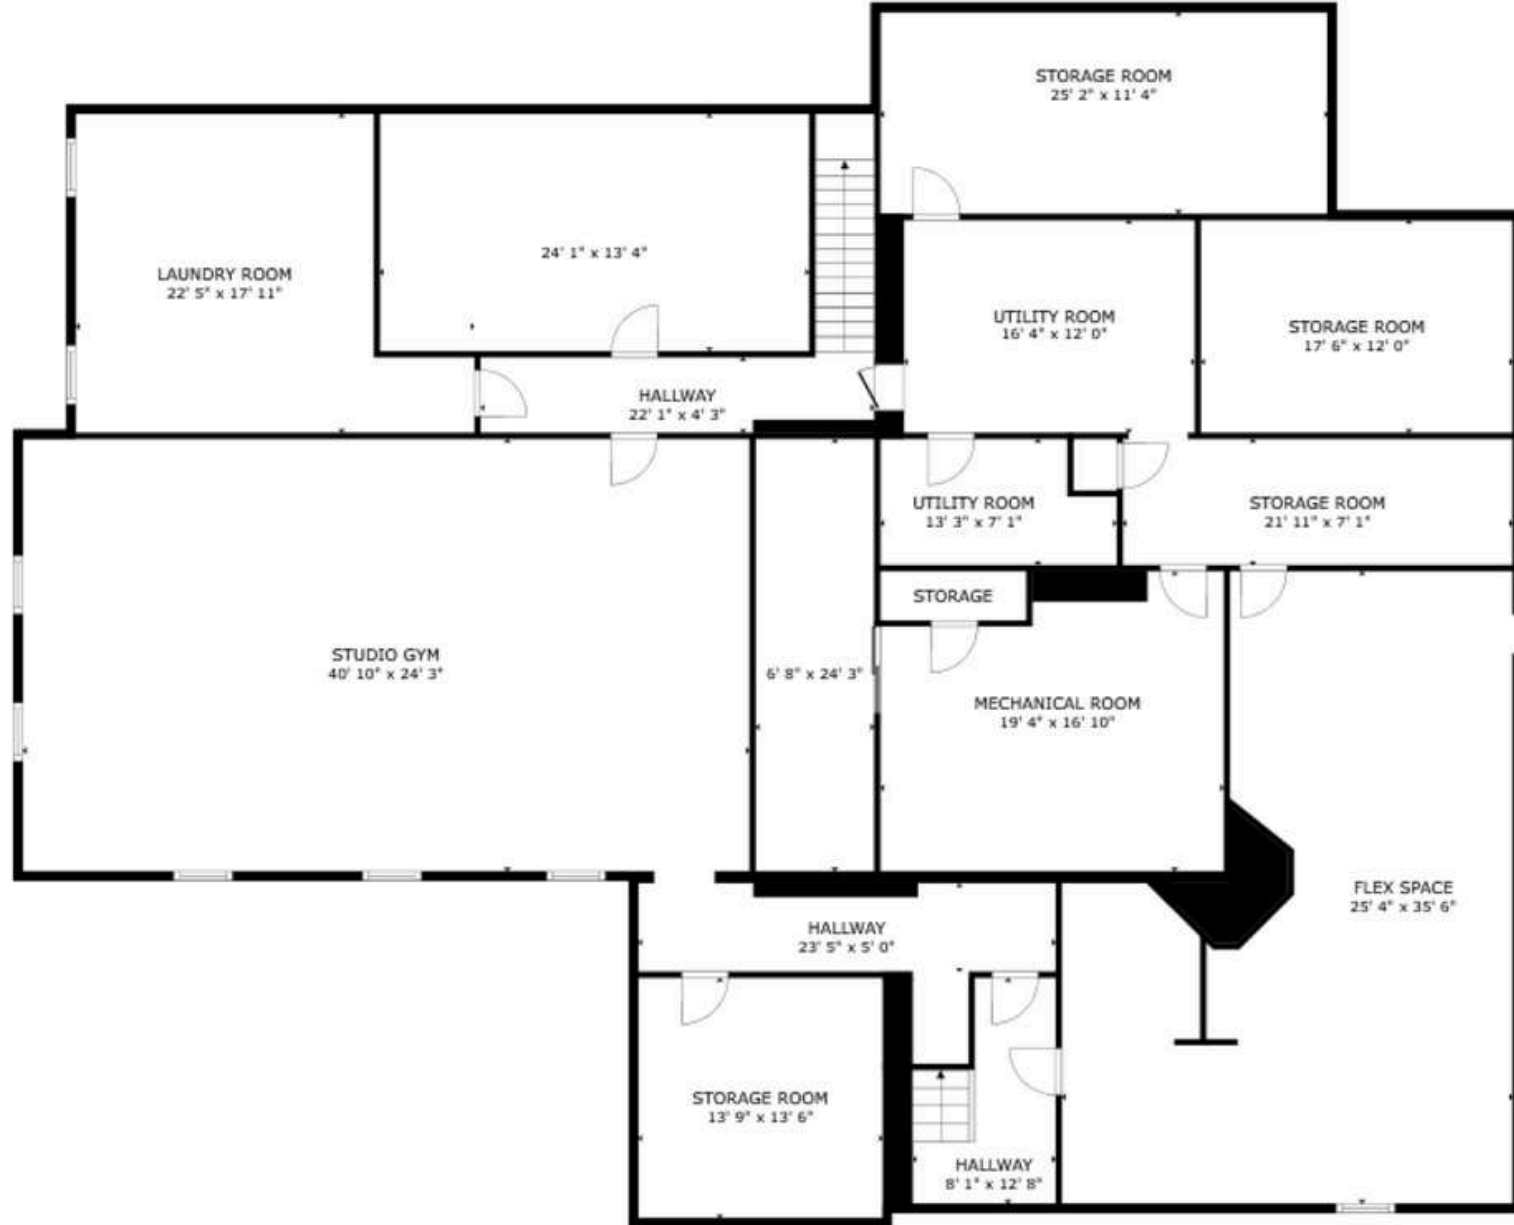 STORAGE ROOM
25' 2" x 11' 4"
24' 1" x 13' 4"
LAUNDRY ROOM
22' 5" x 17' 11"
UTILITY ROOM
16' 4" x 12' 0"
STORAGE ROOM
17' 6" x 12' 0"
HALLWAY
22' 1" x 4' 3"
UTILITY ROOM
13' 3" x 7' 1"
STORAGE ROOM
21' 11" x 7' 1"
STORAGE
STUDIO GYM
40' 10" x 24' 3"
6' 8" x 24' 3"
MECHANICAL ROOM
19' 4" x 16' 10"
FLEX SPACE
25' 4" x 35' 6"
HALLWAY
23' 5" x 5' 0"
STORAGE ROOM
13' 9" x 13' 6"
HALLWAY
8' 1" x 12' 8"